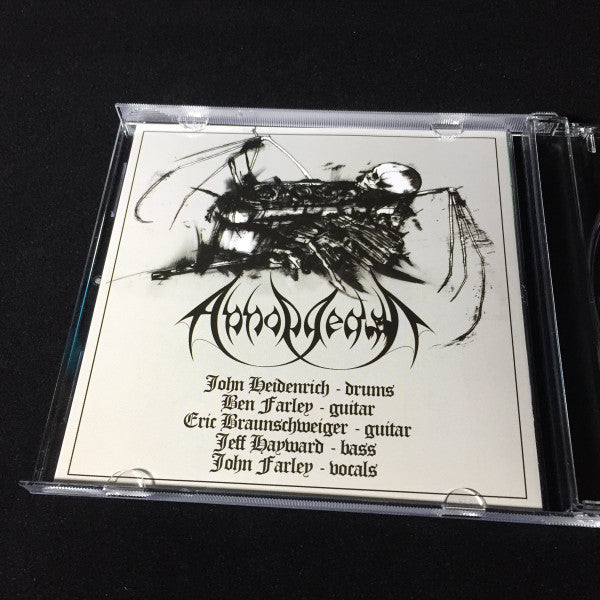 John Heidenrich - drums
Ben Farley - guitar
Eric Braunschweiger - guitar
Jeff Hayward - bass
John Farley - vocals